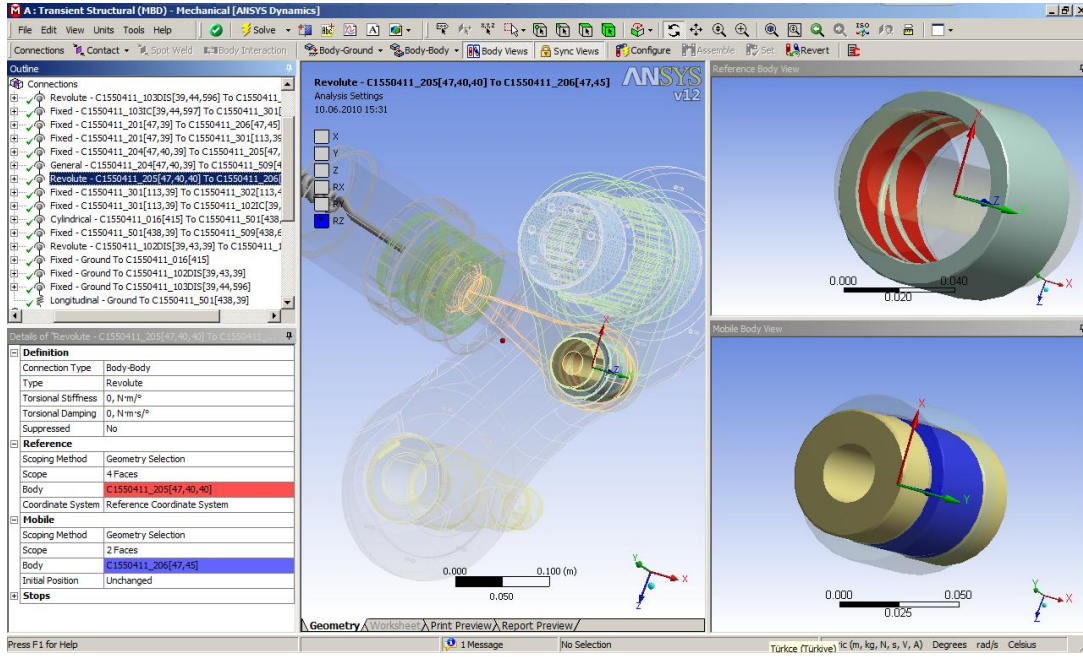 A : Transient Structural (MBD) - Mechanical [ANSYS Dynamics]
File Edit View Units Tools Help
Solve
Connections Contact Spot Weld Body Interaction Body-Ground Body-Body Body Views Sync Views Configure Assemble Set Revert
Outline
Connections
Revolute - C1550411_103DIS[39,44,596] To C1550411_
Fixed - C1550411_103IC[39,44,597] To C1550411_301[
Fixed - C1550411_201[47,39] To C1550411_206[47,45]
Fixed - C1550411_201[47,39] To C1550411_301[113,39
Fixed - C1550411_204[47,40,39] To C1550411_205[47,
General - C1550411_204[47,40,39] To C1550411_509[4
Revolute - C1550411_205[47,40,40] To C1550411_206[
Fixed - C1550411_301[113,39] To C1550411_302[113,4
Fixed - C1550411_301[113,39] To C1550411_102IC[39,
Cylindrical - C1550411_016[415] To C1550411_501[438,
Fixed - C1550411_501[438,39] To C1550411_509[438,6
Revolute - C1550411_102DIS[39,43,39] To C1550411_1
Fixed - Ground To C1550411_016[415]
Fixed - Ground To C1550411_102DIS[39,43,39]
Fixed - Ground To C1550411_103DIS[39,44,596]
Longitudinal - Ground To C1550411_501[438,39]
Details of "Revolute - C1550411_205[47,40,40] To C1550411_
Definition
Connection Type Body-Body
Type Revolute
Torsional Stiffness 0, N·m/°
Torsional Damping 0, N·m·s/°
Suppressed No
Reference
Scoping Method Geometry Selection
Scope 4 Faces
Body C1550411_205[47,40,40]
Coordinate System Reference Coordinate System
Mobile
Scoping Method Geometry Selection
Scope 2 Faces
Body C1550411_206[47,45]
Initial Position Unchanged
Stops
Revolute - C1550411_205[47,40,40] To C1550411_206[47,45]
Analysis Settings
10.06.2010 15:31
ANSYS
v12
X
Y
Z
RX
RY
RZ
X
Y
0.000 0.100 (m)
0.050
Y
X
Z
Geometry Worksheet Print Preview Report Preview
Reference Body View
X
Z
Y
0.000 0.040
0.020
X
Y
Z
Mobile Body View
X
Y
0.000 0.050
0.025
Y
X
Z
Press F1 for Help 1 Message No Selection Türkçe (Türkiye) ic (m, kg, N, s, V, A) Degrees rad/s Celsius